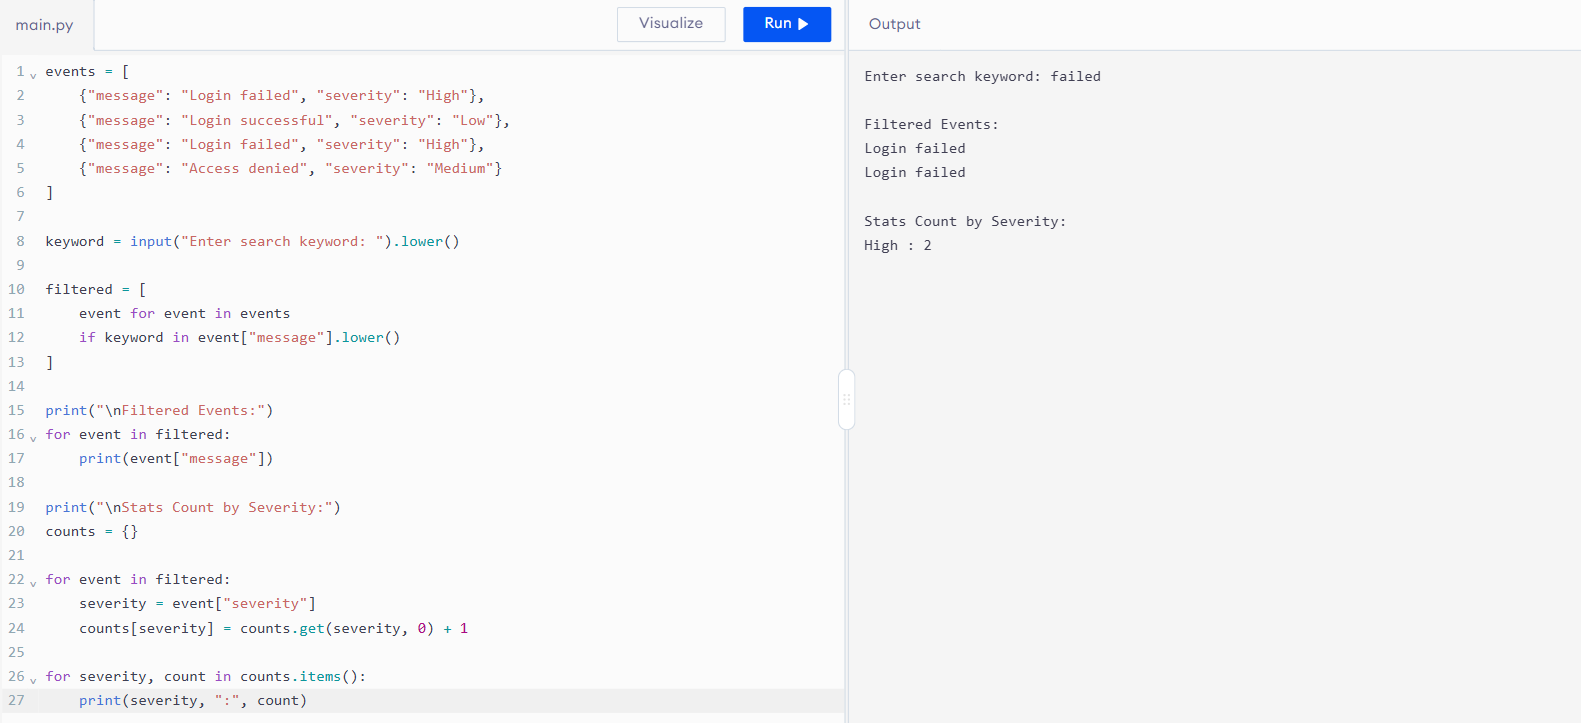 main.py
Visualize
Run
Output
1 events = [
2     {"message": "Login failed", "severity": "High"},
3     {"message": "Login successful", "severity": "Low"},
4     {"message": "Login failed", "severity": "High"},
5     {"message": "Access denied", "severity": "Medium"}
6 ]
7
8 keyword = input("Enter search keyword: ").lower()
9
10 filtered = [
11     event for event in events
12     if keyword in event["message"].lower()
13 ]
14
15 print("\nFiltered Events:")
16 for event in filtered:
17     print(event["message"])
18
19 print("\nStats Count by Severity:")
20 counts = {}
21
22 for event in filtered:
23     severity = event["severity"]
24     counts[severity] = counts.get(severity, 0) + 1
25
26 for severity, count in counts.items():
27     print(severity, ":", count)
Enter search keyword: failed

Filtered Events:
Login failed
Login failed

Stats Count by Severity:
High : 2